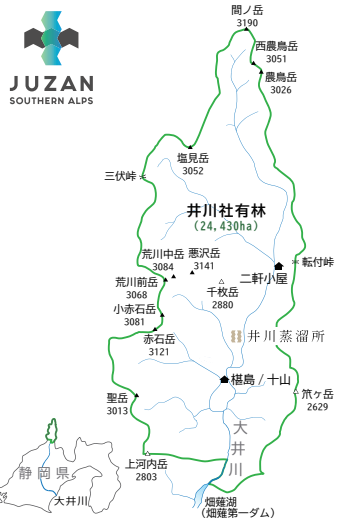 間ノ岳
3190
西農鳥岳
3051
農鳥岳
3026
JUZAN
SOUTHERN ALPS
塩見岳
3052
三伏峠
井川社有林
(24,430ha)
荒川中岳
3084
悪沢岳
3141
転付峠
二軒小屋
荒川前岳
3068
千枚岳
2880
小赤石岳
3081
赤石岳
3121
井川蒸溜所
椹島 / 十山
聖岳
3013
笊ヶ岳
2629
大井川
上河内岳
2803
静岡県
大井川
畑薙湖
(畑薙第一ダム)